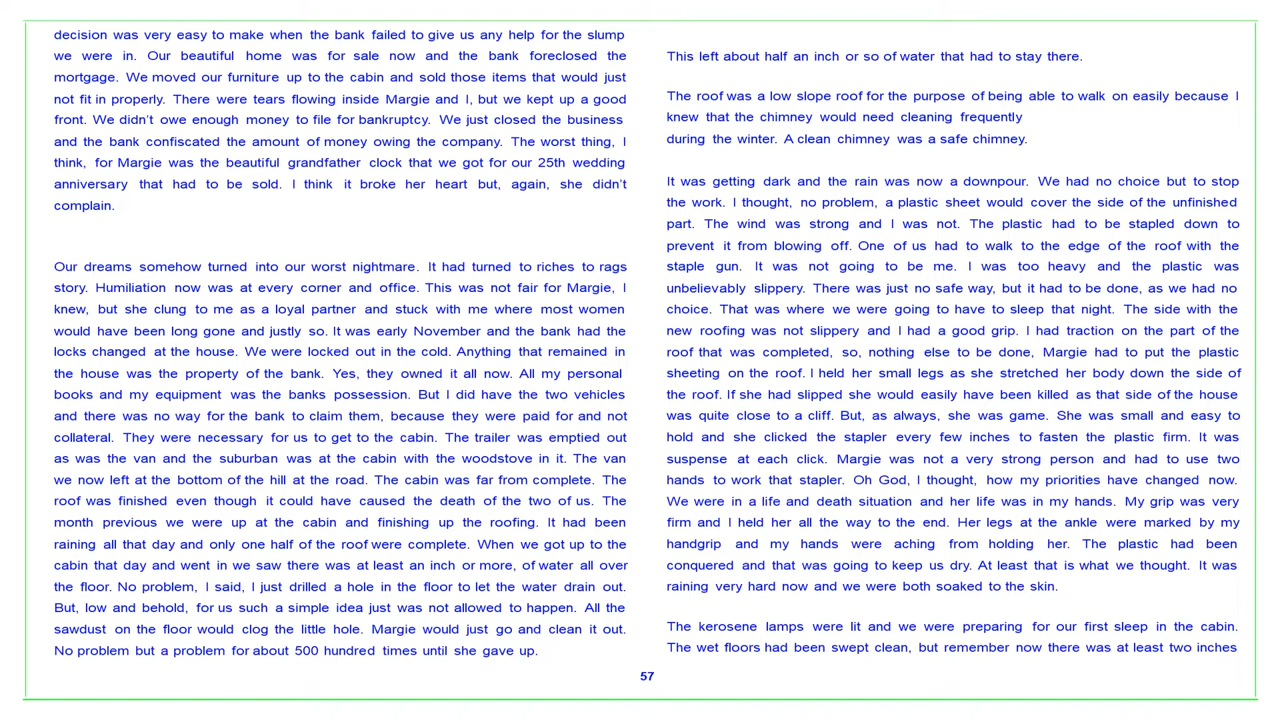 decision was very easy to make when the bank failed to give us any help for the slump
we were in. Our beautiful home was for sale now and the bank foreclosed the
mortgage. We moved our furniture up to the cabin and sold those items that would just
not fit in properly. There were tears flowing inside Margie and I, but we kept up a good
front. We didn't owe enough money to file for bankruptcy. We just closed the business
and the bank confiscated the amount of money owing the company. The worst thing, I
think, for Margie was the beautiful grandfather clock that we got for our 25th wedding
anniversary that had to be sold. I think it broke her heart but, again, she didn't
complain.
Our dreams somehow turned into our worst nightmare. It had turned to riches to rags
story. Humiliation now was at every corner and office. This was not fair for Margie, I
knew, but she clung to me as a loyal partner and stuck with me where most women
would have been long gone and justly so. It was early November and the bank had the
locks changed at the house. We were locked out in the cold. Anything that remained in
the house was the property of the bank. Yes, they owned it all now. All my personal
books and my equipment was the banks possession. But I did have the two vehicles
and there was no way for the bank to claim them, because they were paid for and not
collateral. They were necessary for us to get to the cabin. The trailer was emptied out
as was the van and the suburban was at the cabin with the woodstove in it. The van
we now left at the bottom of the hill at the road. The cabin was far from complete. The
roof was finished even though it could have caused the death of the two of us. The
month previous we were up at the cabin and finishing up the roofing. It had been
raining all that day and only one half of the roof were complete. When we got up to the
cabin that day and went in we saw there was at least an inch or more, of water all over
the floor. No problem, I said, I just drilled a hole in the floor to let the water drain out.
But, low and behold, for us such a simple idea just was not allowed to happen. All the
sawdust on the floor would clog the little hole. Margie would just go and clean it out.
No problem but a problem for about 500 hundred times until she gave up.
This left about half an inch or so of water that had to stay there.
The roof was a low slope roof for the purpose of being able to walk on easily because I
knew that the chimney would need cleaning frequently
during the winter. A clean chimney was a safe chimney.
It was getting dark and the rain was now a downpour. We had no choice but to stop
the work. I thought, no problem, a plastic sheet would cover the side of the unfinished
part. The wind was strong and I was not. The plastic had to be stapled down to
prevent it from blowing off. One of us had to walk to the edge of the roof with the
staple gun. It was not going to be me. I was too heavy and the plastic was
unbelievably slippery. There was just no safe way, but it had to be done, as we had no
choice. That was where we were going to have to sleep that night. The side with the
new roofing was not slippery and I had a good grip. I had traction on the part of the
roof that was completed, so, nothing else to be done, Margie had to put the plastic
sheeting on the roof. I held her small legs as she stretched her body down the side of
the roof. If she had slipped she would easily have been killed as that side of the house
was quite close to a cliff. But, as always, she was game. She was small and easy to
hold and she clicked the stapler every few inches to fasten the plastic firm. It was
suspense at each click. Margie was not a very strong person and had to use two
hands to work that stapler. Oh God, I thought, how my priorities have changed now.
We were in a life and death situation and her life was in my hands. My grip was very
firm and I held her all the way to the end. Her legs at the ankle were marked by my
handgrip and my hands were aching from holding her. The plastic had been
conquered and that was going to keep us dry. At least that is what we thought. It was
raining very hard now and we were both soaked to the skin.
The kerosene lamps were lit and we were preparing for our first sleep in the cabin.
The wet floors had been swept clean, but remember now there was at least two inches
57